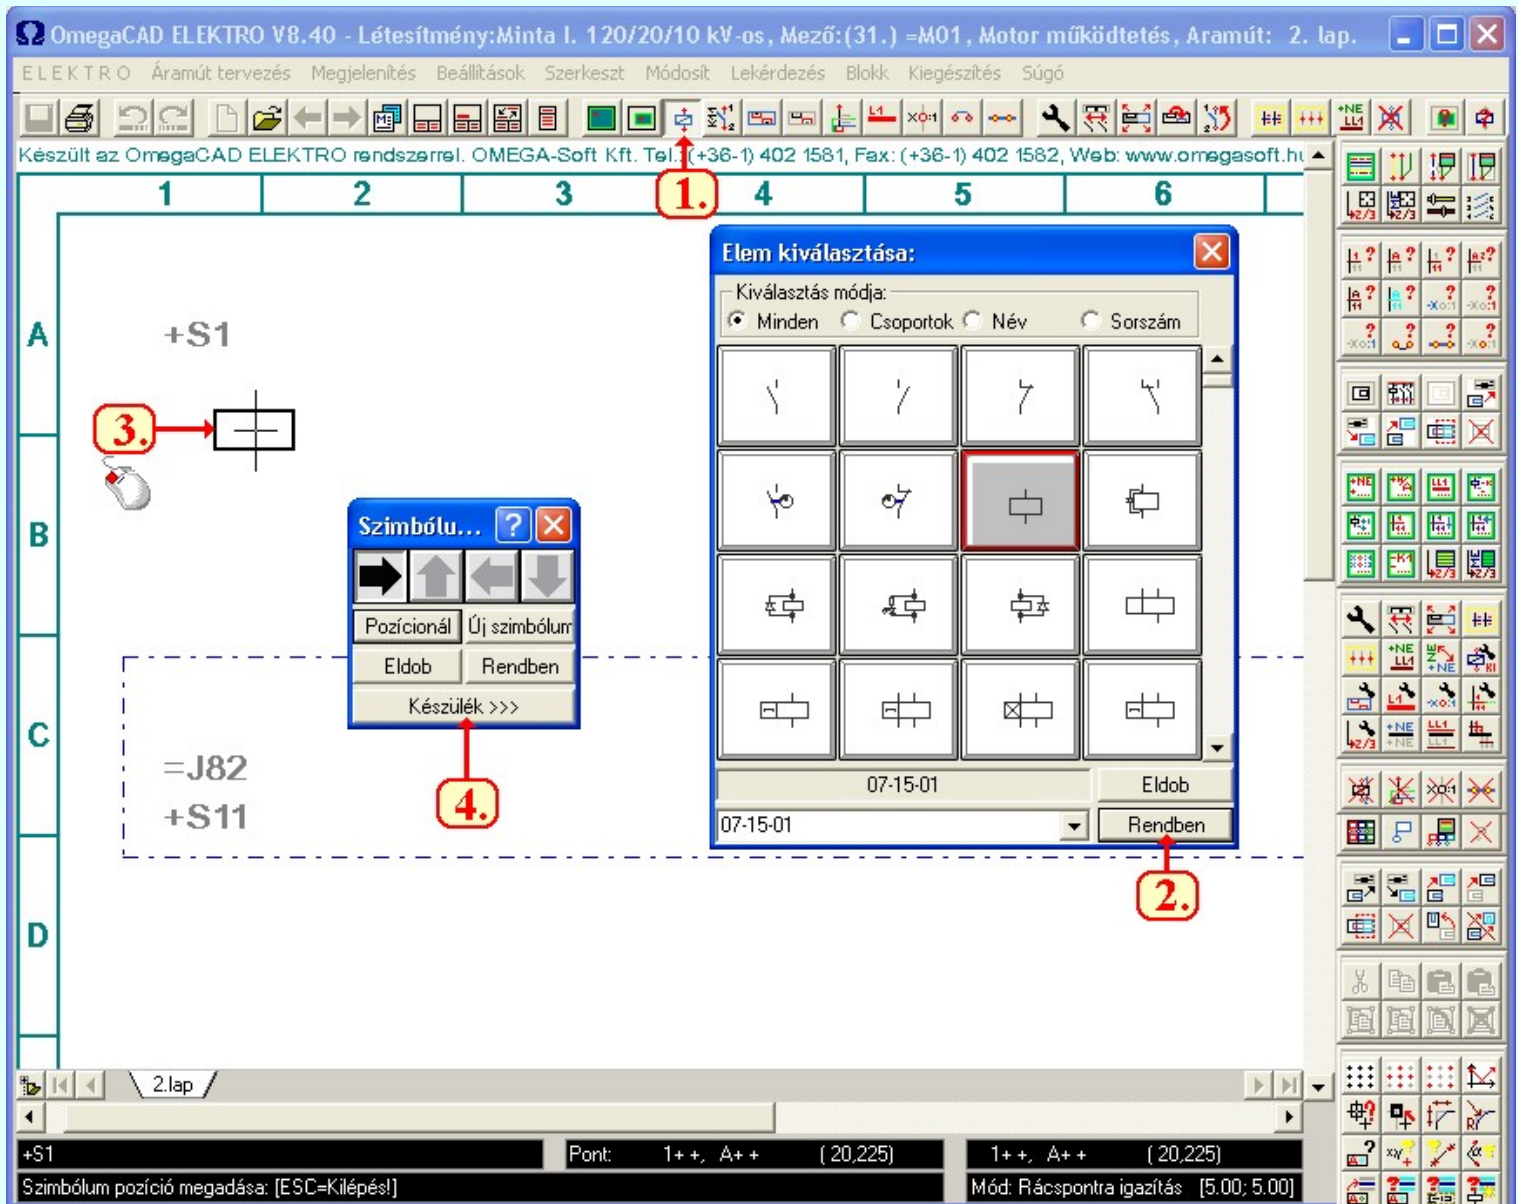 OmegaCAD ELEKTRO V8.40 - Létesítmény:Minta I. 120/20/10 kV-os, Mező:(31.) =M01, Motor működtetés, Áramút: 2. lap.
ELEKTRO Áramút tervezés Megjelenítés Beállítások Szerkeszt Módosít Lekérdezés Blokk Kiegészítés Súgó
Készült az OmegaCAD ELEKTRO rendszerrel. OMEGA-Soft Kft. Tel.:(+36-1) 402 1581, Fax: (+36-1) 402 1582, Web: www.omegasoft.hu
1 2 3 4 5 6
1.
Elem kiválasztása:
Kiválasztás módja:
Minden Csoportok Név Sorszám
A
+S1
3.
B
Szimbólu...
Pozícionál Új szimbólum
Eldob Rendben
Készülék >>>
4.
C
=J82
+S11
07-15-01 Eldob
07-15-01 Rendben
2.
D
2.lap
+S1 Pont: 1++, A++ (20,225) 1++, A++ (20,225)
Szimbólum pozíció megadása: [ESC=Kilépés!] Mód: Rácspontra igazítás [5.00; 5.00]